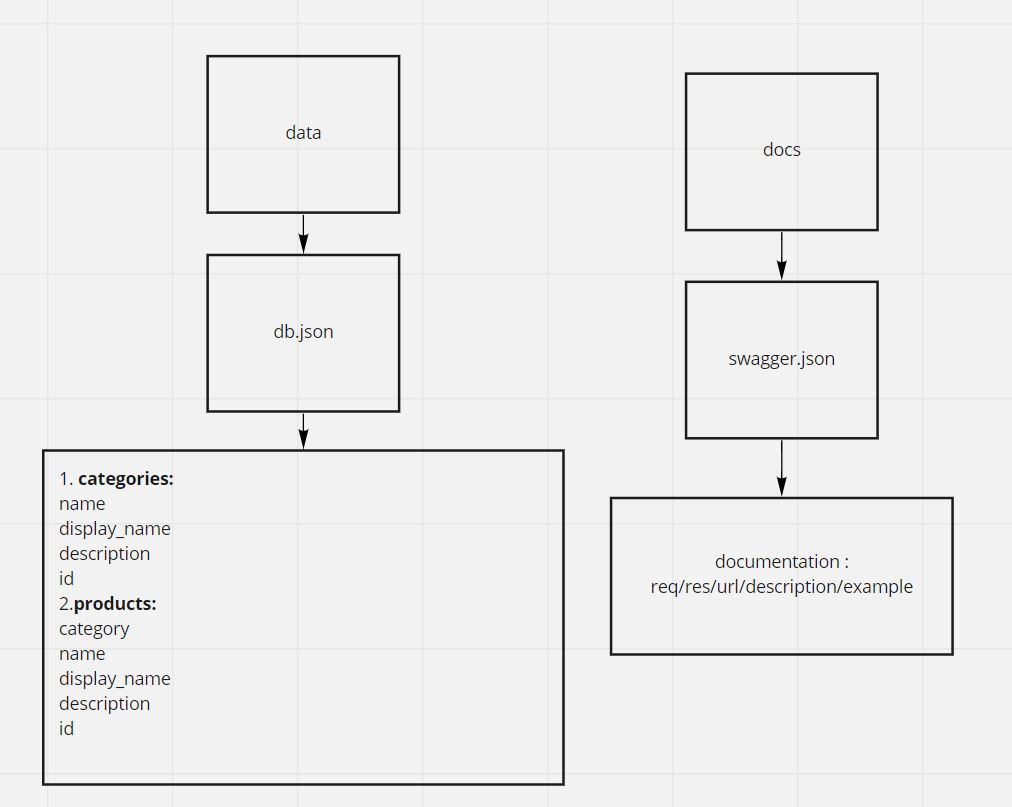 data
db.json
1. categories:
name
display_name
description
id
2.products:
category
name
display_name
description
id
docs
swagger.json
documentation :
req/res/url/description/example